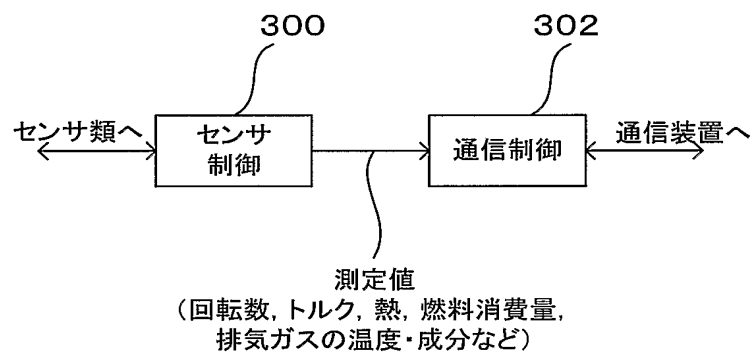 300
302
センサ類へ
センサ
制御
通信制御
通信装置へ
測定値
(回転数, トルク, 熱, 燃料消費量,
排気ガスの温度・成分など)